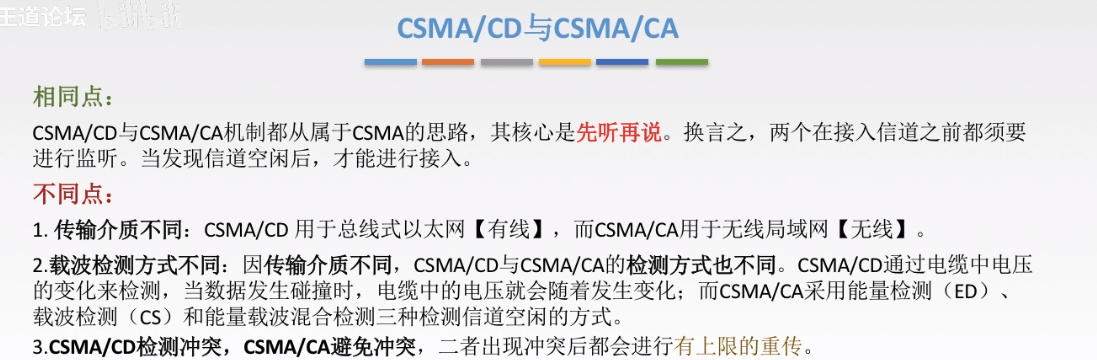 王道论坛
CSMA/CD与CSMA/CA
相同点：
CSMA/CD与CSMA/CA机制都从属于CSMA的思路，其核心是先听再说。换言之，两个在接入信道之前都须要
进行监听。当发现信道空闲后，才能进行接入。
不同点：
1. 传输介质不同：CSMA/CD 用于总线式以太网【有线】，而CSMA/CA用于无线局域网【无线】。
2.载波检测方式不同：因传输介质不同，CSMA/CD与CSMA/CA的检测方式也不同。CSMA/CD通过电缆中电压
的变化来检测，当数据发生碰撞时，电缆中的电压就会随着发生变化；而CSMA/CA采用能量检测（ED）、
载波检测（CS）和能量载波混合检测三种检测信道空闲的方式。
3.CSMA/CD检测冲突，CSMA/CA避免冲突，二者出现冲突后都会进行有上限的重传。